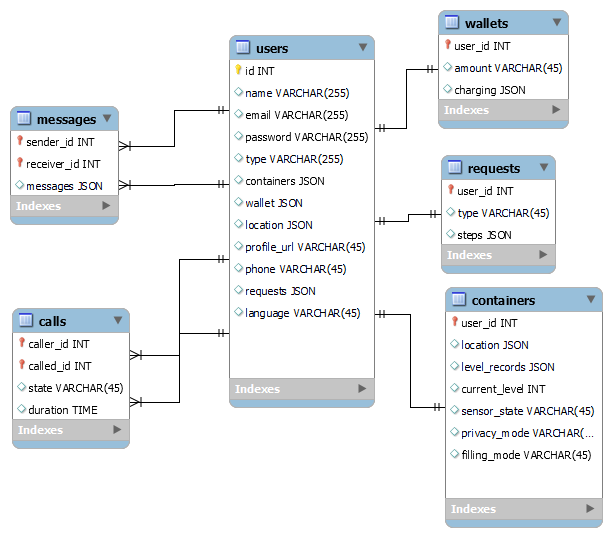 messages
sender_id INT
receiver_id INT
messages JSON
Indexes
calls
caller_id INT
called_id INT
state VARCHAR(45)
duration TIME
Indexes
users
id INT
name VARCHAR(255)
email VARCHAR(255)
password VARCHAR(255)
type VARCHAR(255)
containers JSON
wallet JSON
location JSON
profile_url VARCHAR(45)
phone VARCHAR(45)
requests JSON
language VARCHAR(45)
Indexes
wallets
user_id INT
amount VARCHAR(45)
charging JSON
Indexes
requests
user_id INT
type VARCHAR(45)
steps JSON
Indexes
containers
user_id INT
location JSON
level_records JSON
current_level INT
sensor_state VARCHAR(45)
privacy_mode VARCHAR(...
filling_mode VARCHAR(45)
Indexes